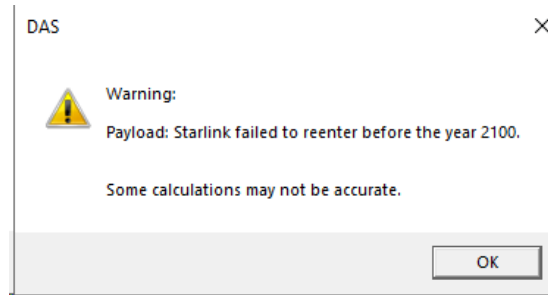 DAS
Warning:
Payload: Starlink failed to reenter before the year 2100.
Some calculations may not be accurate.
OK